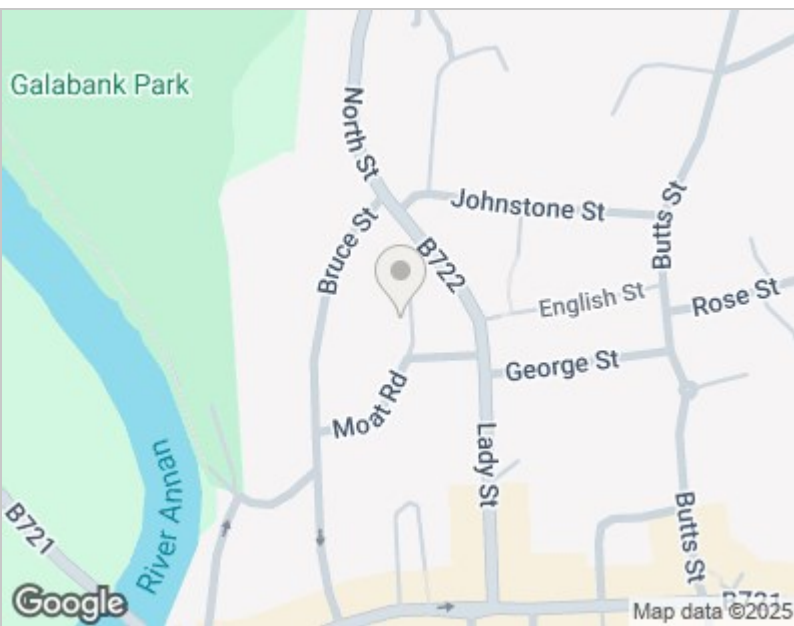 Galabank Park
North St
Johnstone St
Butts St
Bruce St
B722
English St
Rose St
George St
Moat Rd
Lady St
River Annan
B721
Butts St
B721
Google
Map data ©2025